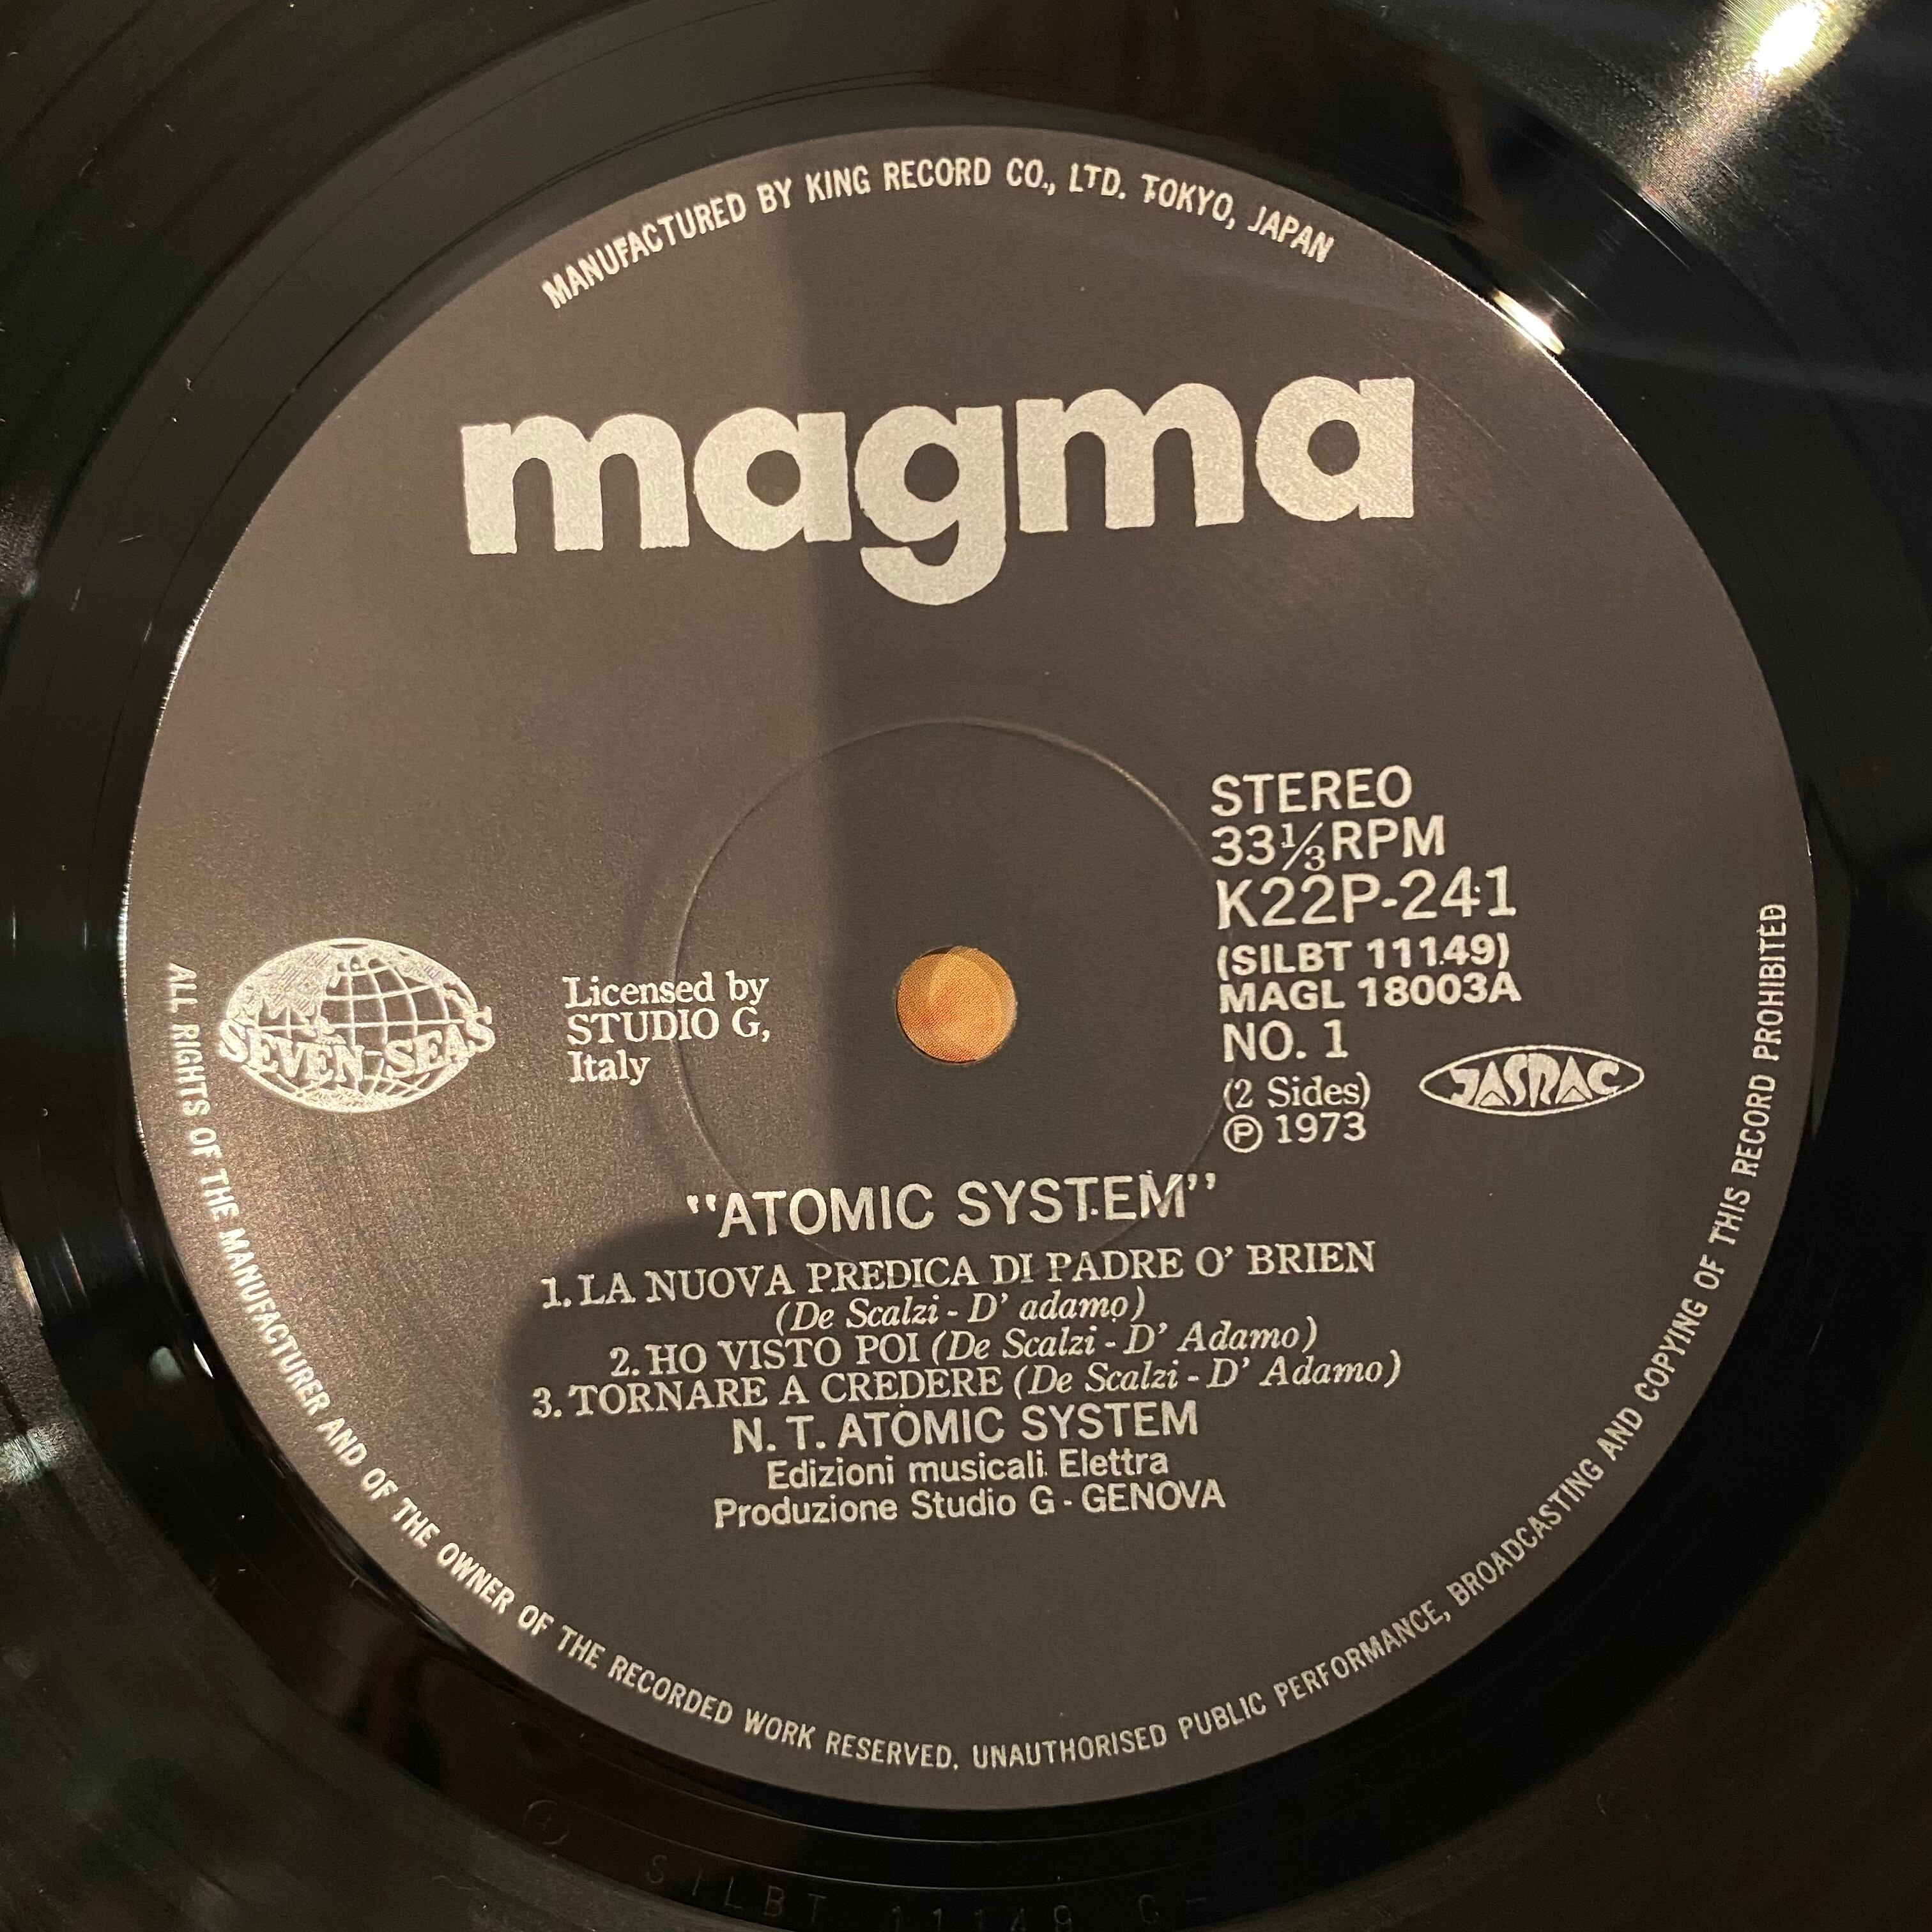 MANUFACTURED BY KING RECORD CO., LTD. TOKYO, JAPAN
magma
STEREO
33⅓RPM
K22P-241
(SILBT 11149)
MAGL 18003A
NO. 1
(2 Sides)
Ⓟ 1973
JASRAC
SEVEN-SEAS
Licensed by
STUDIO G,
Italy
"ATOMIC SYSTEM"
1. LA NUOVA PREDICA DI PADRE O' BRIEN
(De Scalzi - D' adamo)
2. HO VISTO POI (De Scalzi - D' Adamo)
3. TORNARE A CREDERE (De Scalzi - D' Adamo)
N. T. ATOMIC SYSTEM
Edizioni musicali Elettra
Produzione Studio G - GENOVA
ALL RIGHTS OF THE MANUFACTURER AND OF THE OWNER OF THE RECORDED WORK RESERVED. UNAUTHORISED PUBLIC PERFORMANCE, BROADCASTING AND COPYING OF THIS RECORD PROHIBITED
SILBT 11149 C-